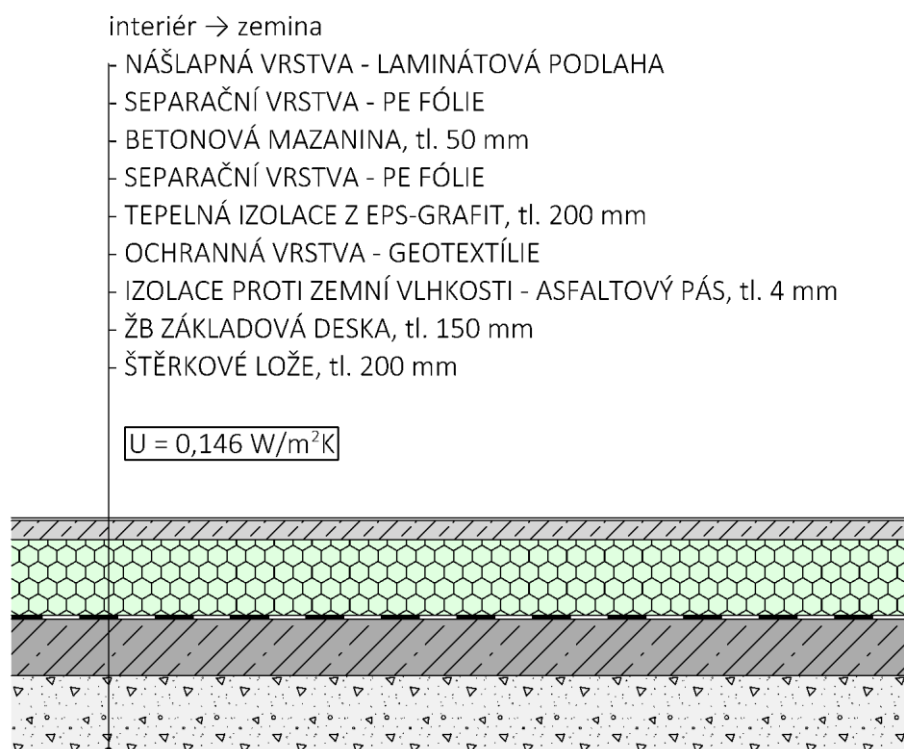 interiér → zemina
NÁŠLAPNÁ VRSTVA - LAMINÁTOVÁ PODLAHA
SEPARAČNÍ VRSTVA - PE FÓLIE
BETONOVÁ MAZANINA, tl. 50 mm
SEPARAČNÍ VRSTVA - PE FÓLIE
TEPELNÁ IZOLACE Z EPS-GRAFIT, tl. 200 mm
OCHRANNÁ VRSTVA - GEOTEXTÍLIE
IZOLACE PROTI ZEMNÍ VLHKOSTI - ASFALTOVÝ PÁS, tl. 4 mm
ŽB ZÁKLADOVÁ DESKA, tl. 150 mm
ŠTĚRKOVÉ LOŽE, tl. 200 mm
U = 0,146 W/m²K